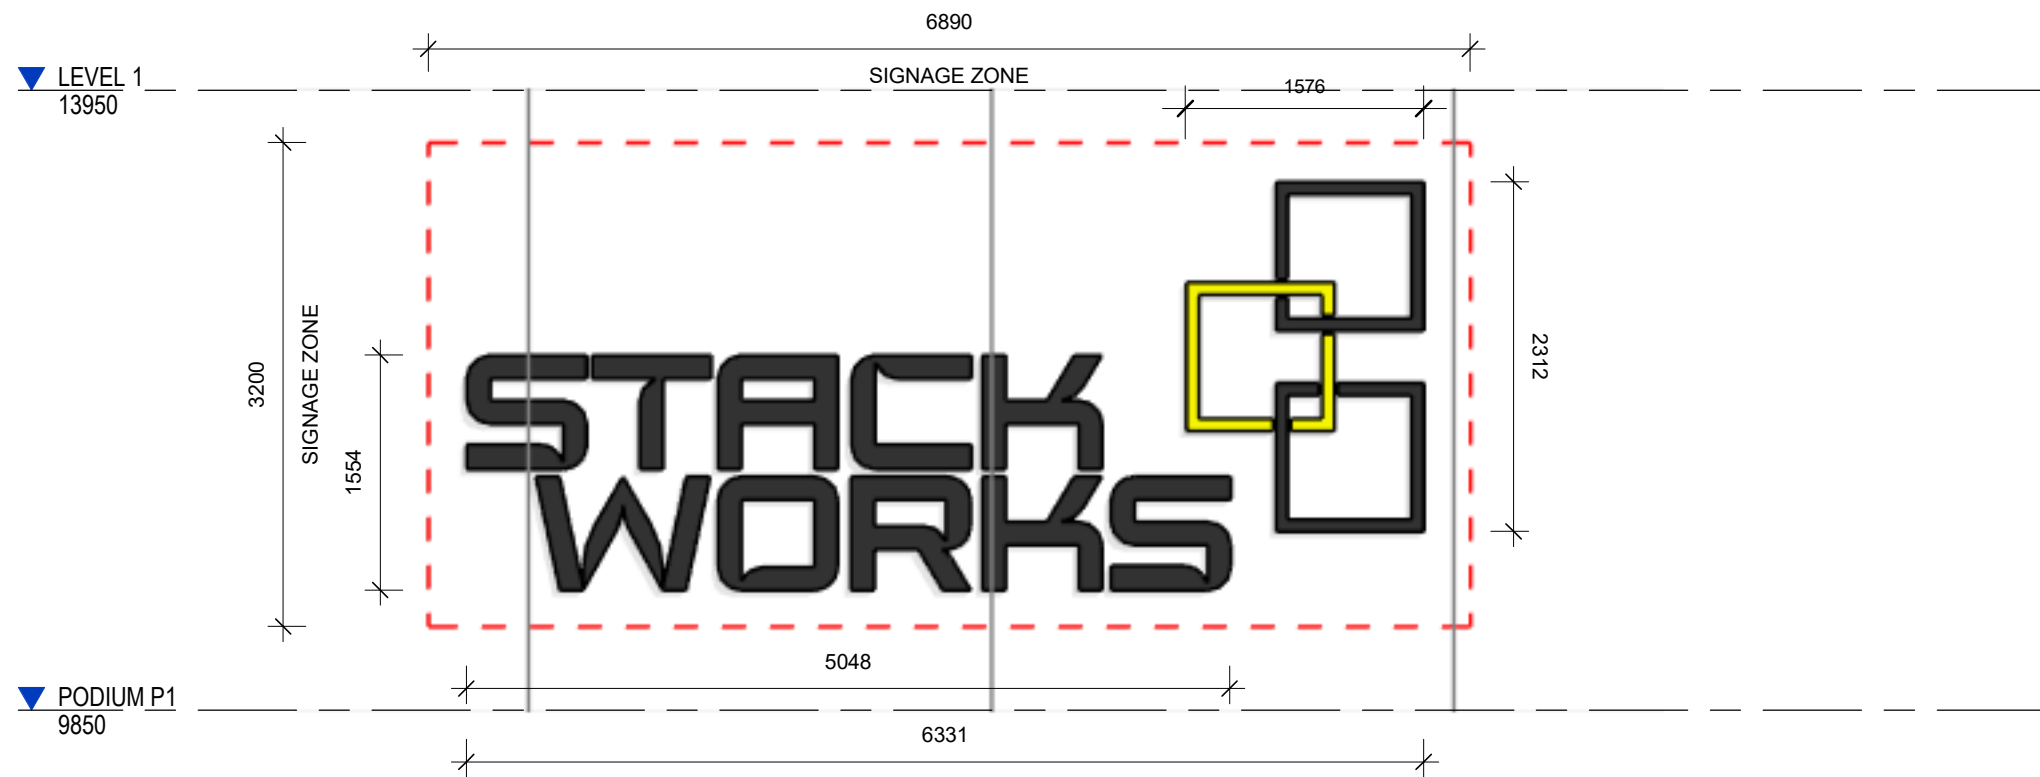 6890
SIGNAGE ZONE
LEVEL 1
13950
1576
3200
SIGNAGE ZONE
1554
2312
STACK
WORKS
5048
PODIUM P1
9850
6331